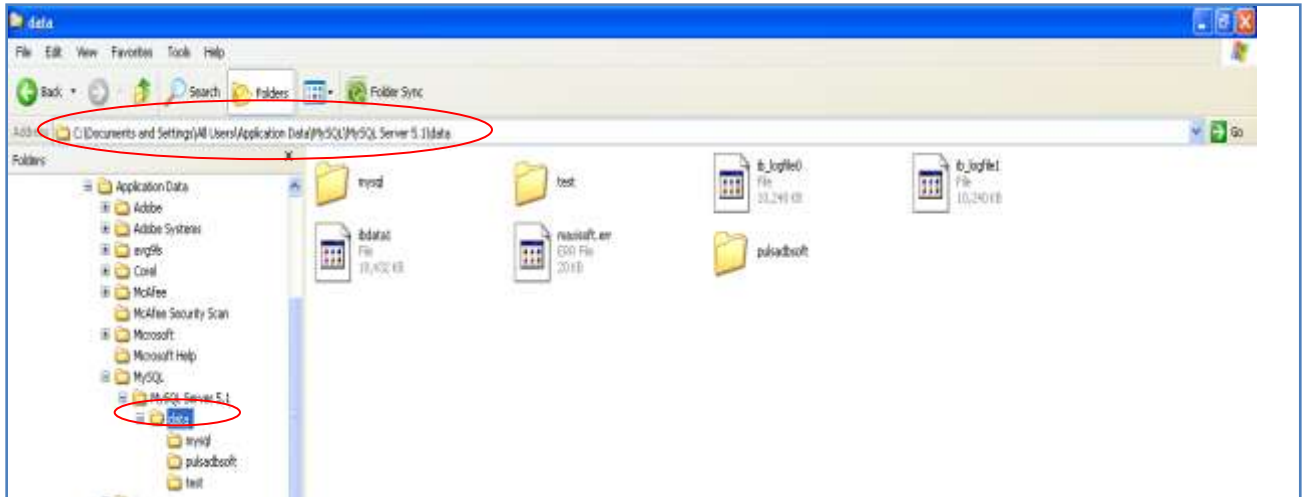 data
File Edit View Favorites Tools Help
Back Search Folders Folder Sync
Address C:\Documents and Settings\All Users\Application Data\MySQL\MySQL Server 5.1\data Go
Folders X
Application Data
Adobe
Adobe Systems
avg9b
Corel
McAfee
McAfee Security Scan
Microsoft
Microsoft Help
MySQL
MySQL Server 5.1
data
mysql
pulsadbsoft
test
mysql
test
ib_logfile0
File
10,240 KB
ib_logfile1
File
10,240 KB
ibdata1
File
KB
.err
ERR File
20 KB
pulsadbsoft